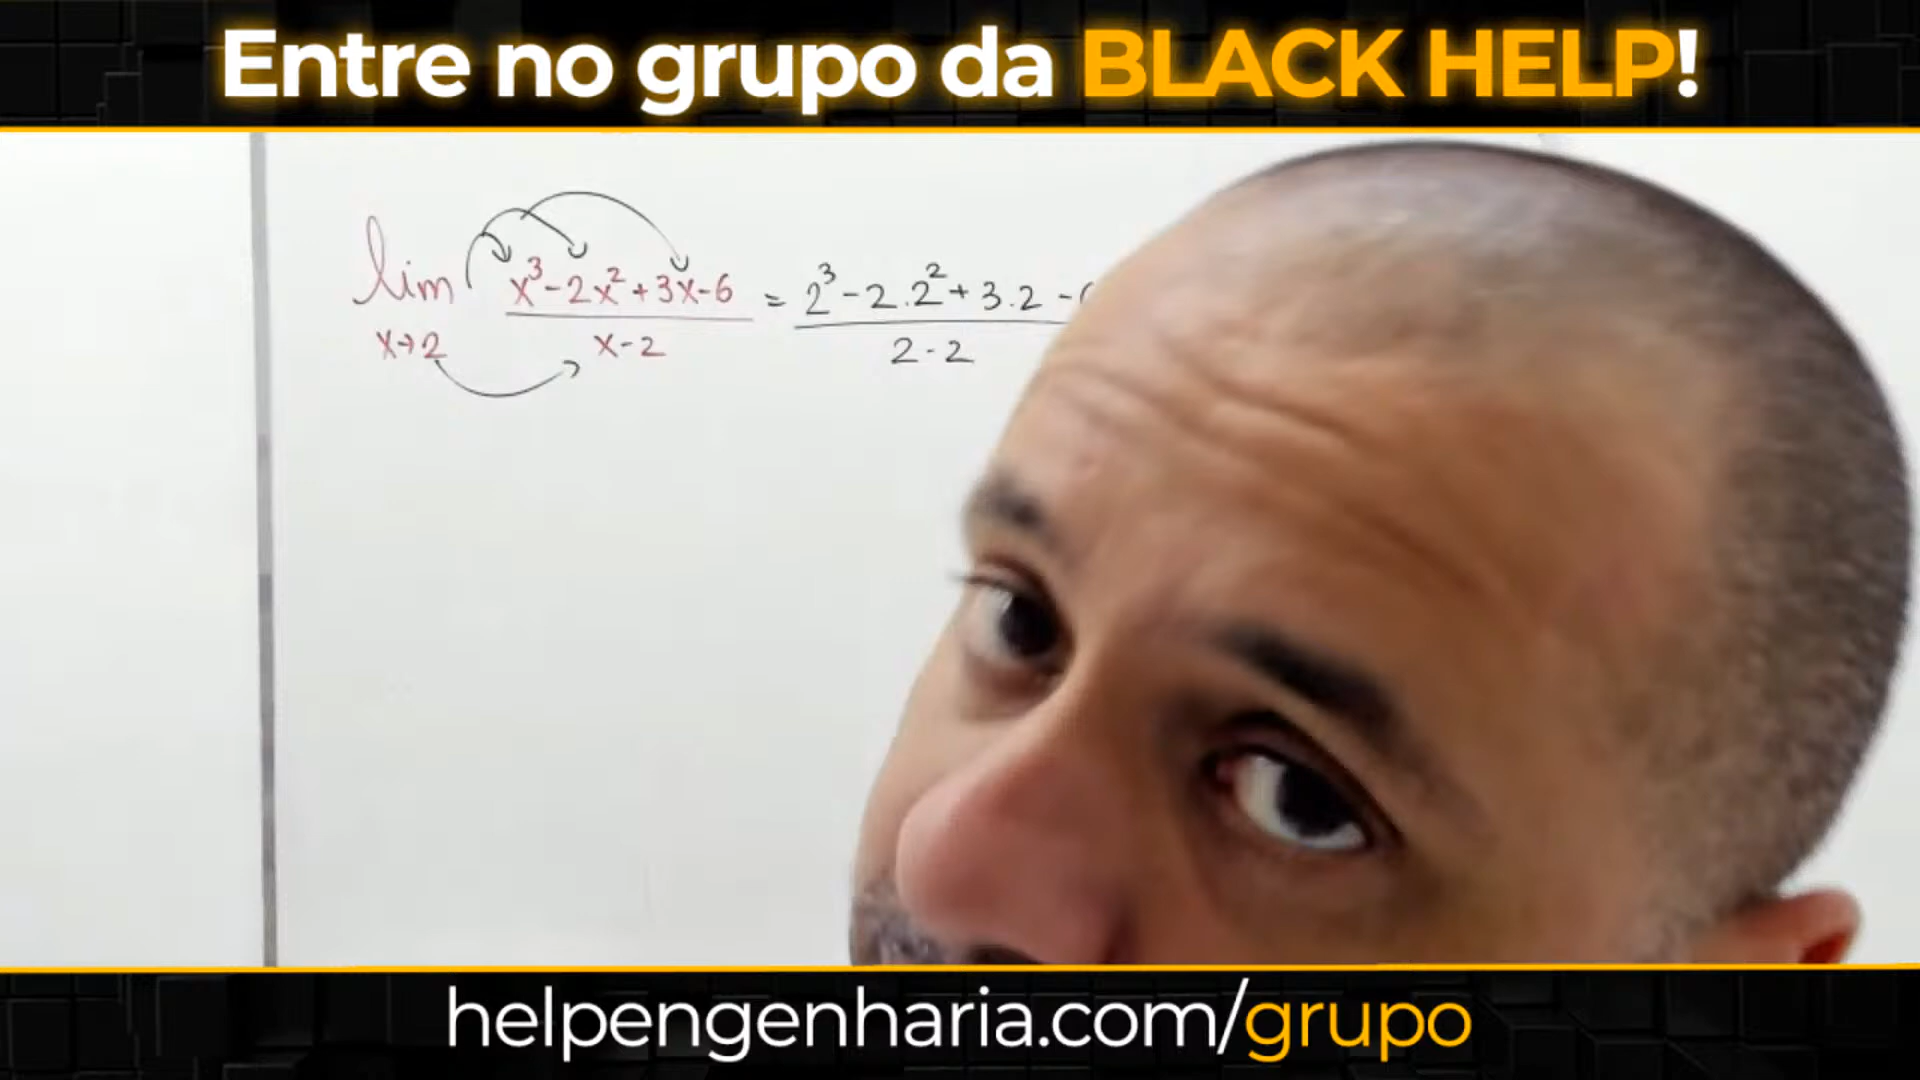 Entre no grupo da BLACK HELP!
lim x³-2x²+3x-6 = 2³-2.2²+3.2-
x→2 x-2 2-2
helpengenharia.com/grupo